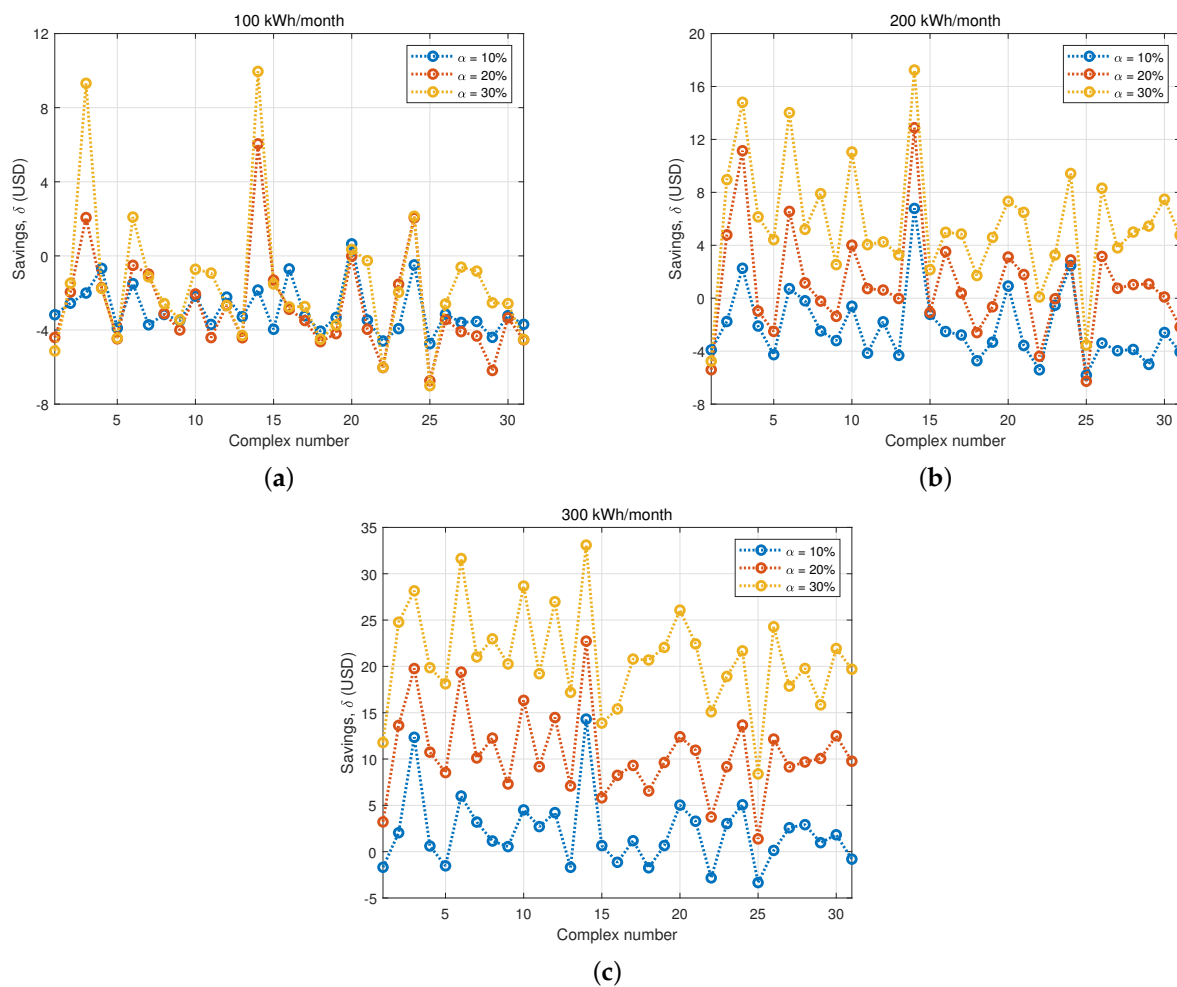 100 kWh/month
12
8
4
0
-4
-8
Savings, δ (USD)
α = 10%
α = 20%
α = 30%
5 10 15 20 25 30
Complex number
(a)
200 kWh/month
20
16
12
8
4
0
-4
-8
Savings, δ (USD)
α = 10%
α = 20%
α = 30%
5 10 15 20 25 30
Complex number
(b)
300 kWh/month
35
30
25
20
15
10
5
0
-5
Savings, δ (USD)
α = 10%
α = 20%
α = 30%
5 10 15 20 25 30
Complex number
(c)